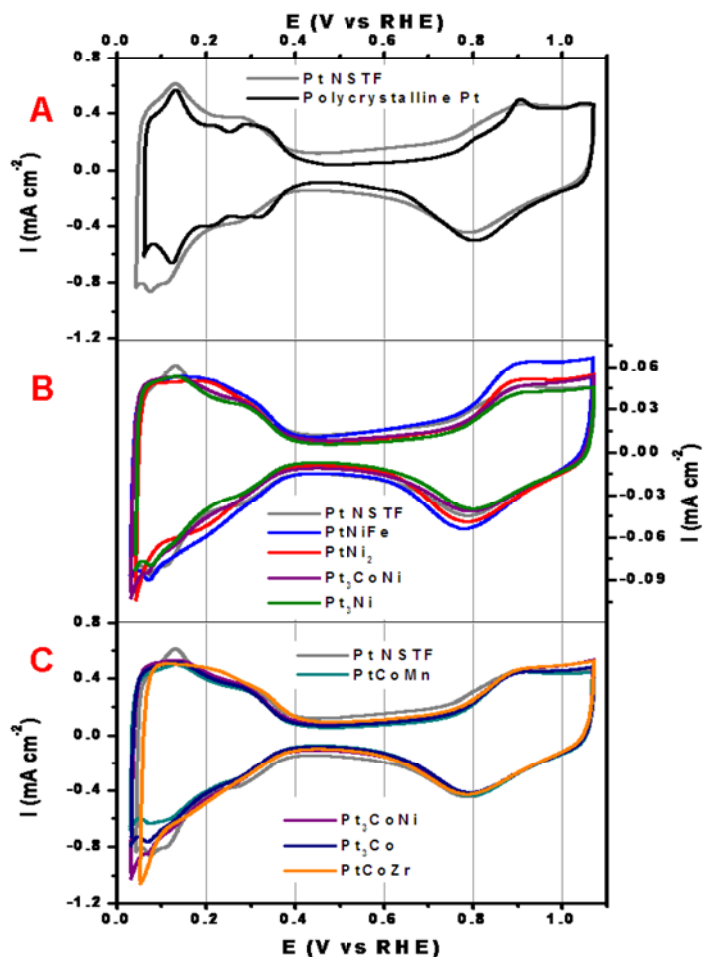 E (V vs RHE)
0.0 0.2 0.4 0.6 0.8 1.0
A
0.8
0.4
0.0
-0.4
-0.8
-1.2
I (mA cm-2)
Pt NSTF
Polycrystalline Pt
B
0.06
0.03
0.00
-0.03
-0.06
-0.09
I (mA cm-2)
Pt NSTF
PtNiFe
PtNi2
Pt3CoNi
Pt3Ni
C
0.8
0.4
0.0
-0.4
-0.8
-1.2
I (mA cm-2)
Pt NSTF
PtCoMn
Pt3CoNi
Pt3Co
PtCoZr
0.0 0.2 0.4 0.6 0.8 1.0
E (V vs RHE)